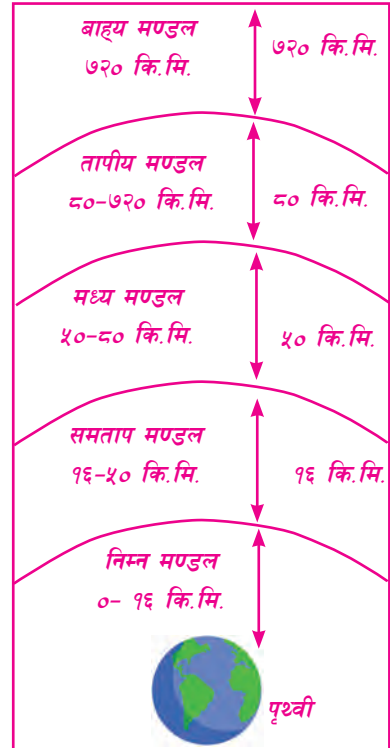 बाह्‌य मण्डल
७२० कि.मि.
७२० कि.मि.
तापीय मण्डल
८०-७२० कि.मि.
८० कि.मि.
मध्य मण्डल
५०-८० कि.मि.
५० कि.मि.
समताप मण्डल
१६-५० कि.मि.
१६ कि.मि.
निम्न मण्डल
०- १६ कि.मि.
पृथ्वी